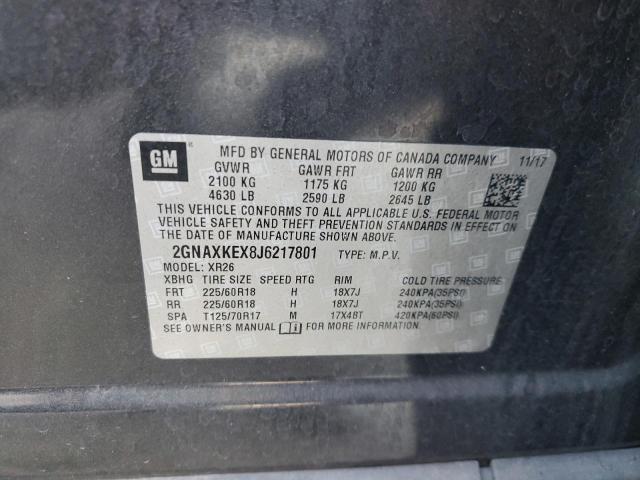 GM
MFD BY GENERAL MOTORS OF CANADA COMPANY 11/17
GVWR GAWR FRT GAWR RR
2100 KG 1175 KG 1200 KG
4630 LB 2590 LB 2645 LB
THIS VEHICLE CONFORMS TO ALL APPLICABLE U.S. FEDERAL MOTOR
VEHICLE SAFETY AND THEFT PREVENTION STANDARDS IN EFFECT ON
THE DATE OF MANUFACTURE SHOWN ABOVE.
2GNAXKEX8J6217801 TYPE: M.P.V.
MODEL: XR26
XBHG TIRE SIZE SPEED RTG RIM COLD TIRE PRESSURE
FRT 225/60R18 H 18X7J 240KPA(35PSI)
RR 225/60R18 H 18X7J 240KPA(35PSI)
SPA T125/70R17 M 17X4BT 420KPA(60PSI)
SEE OWNER'S MANUAL FOR MORE INFORMATION.